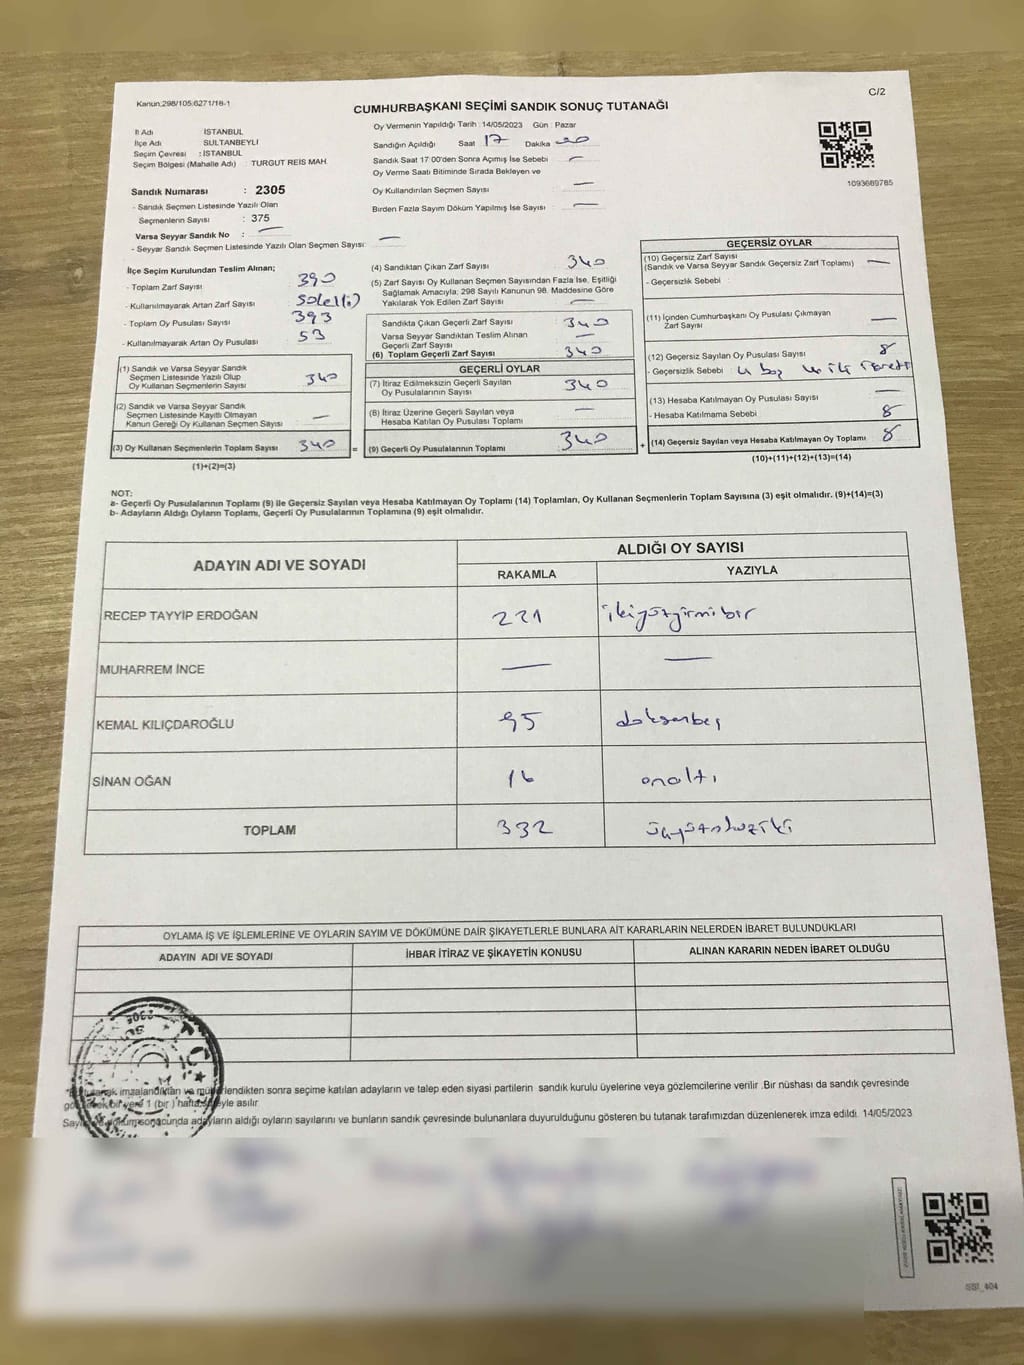 Kanun;298/105;6271/18-1
C/2
CUMHURBAŞKANI SEÇİMİ SANDIK SONUÇ TUTANAĞI
İl Adı İSTANBUL
İlçe Adı SULTANBEYLİ
Seçim Çevresi : İSTANBUL
Seçim Bölgesi (Mahalle Adı) : TURGUT REİS MAH.
Sandık Numarası : 2305
- Sandık Seçmen Listesinde Yazılı Olan
Seçmenlerin Sayısı : 375
Varsa Seyyar Sandık No : —
- Seyyar Sandık Seçmen Listesinde Yazılı Olan Seçmen Sayısı: —
Oy Vermenin Yapıldığı Tarih : 14/05/2023 Gün : Pazar
Sandığın Açıldığı Saat 17 Dakika 00
Sandık Saat 17:00'den Sonra Açımış İse Sebebi —
Oy Verme Saati Bitiminde Sırada Bekleyen ve
Oy Kullandırılan Seçmen Sayısı —
Birden Fazla Sayım Döküm Yapılmış İse Sayısı : —
1093669785
İlçe Seçim Kurulundan Teslim Alınan;
- Toplam Zarf Sayısı : 390
- Kullanılmayarak Artan Zarf Sayısı : 50
- Toplam Oy Pusulası Sayısı : 393
- Kullanılmayarak Artan Oy Pusulası : 53
(1) Sandık ve Varsa Seyyar Sandık
Seçmen Listesinde Yazılı Olup
Oy Kullanan Seçmenlerin Sayısı : 340
(2) Sandık ve Varsa Seyyar Sandık
Seçmen Listesinde Kayıtlı Olmayan
Kanun Gereği Oy Kullanan Seçmen Sayısı : —
(3) Oy Kullanan Seçmenlerin Toplam Sayısı : 340
(1)+(2)=(3)
(4) Sandıktan Çıkan Zarf Sayısı : 340
(5) Zarf Sayısı Oy Kullanan Seçmen Sayısından Fazla İse, Eşitliği
Sağlamak Amacıyla; 298 Sayılı Kanunun 98. Maddesine Göre
Yakılarak Yok Edilen Zarf Sayısı : —
Sandıkta Çıkan Geçerli Zarf Sayısı : 340
Varsa Seyyar Sandıktan Teslim Alınan
Geçerli Zarf Sayısı : —
(6) Toplam Geçerli Zarf Sayısı : 340
GEÇERLİ OYLAR
(7) İtiraz Edilmeksizin Geçerli Sayılan
Oy Pusulalarının Sayısı : 340
(8) İtiraz Üzerine Geçerli Sayılan veya
Hesaba Katılan Oy Pusulası Toplamı : —
= (9) Geçerli Oy Pusulalarının Toplamı : 340
GEÇERSİZ OYLAR
(10) Geçersiz Zarf Sayısı
(Sandık ve Varsa Seyyar Sandık Geçersiz Zarf Toplamı) : —
- Geçersizlik Sebebi :
(11) İçinden Cumhurbaşkanı Oy Pusulası Çıkmayan
Zarf Sayısı : —
(12) Geçersiz Sayılan Oy Pusulası Sayısı : 8
- Geçersizlik Sebebi : 4 boş
(13) Hesaba Katılmayan Oy Pusulası Sayısı : —
- Hesaba Katılmama Sebebi : 8
+ (14) Geçersiz Sayılan veya Hesaba Katılmayan Oy Toplamı : 8
(10)+(11)+(12)+(13)=(14)
NOT:
a- Geçerli Oy Pusulalarının Toplamı (9) ile Geçersiz Sayılan veya Hesaba Katılmayan Oy Toplamı (14) Toplamları, Oy Kullanan Seçmenlerin Toplam Sayısına (3) eşit olmalıdır. (9)+(14)=(3)
b- Adayların Aldığı Oyların Toplamı, Geçerli Oy Pusulalarının Toplamına (9) eşit olmalıdır.
ADAYIN ADI VE SOYADI
ALDIĞI OY SAYISI
RAKAMLA YAZIYLA
RECEP TAYYİP ERDOĞAN 221 ikiyüzyirmibir
MUHARREM İNCE — —
KEMAL KILIÇDAROĞLU 95 doksanbeş
SİNAN OĞAN 16 onaltı
TOPLAM 332 üçyüzotuziki
OYLAMA İŞ VE İŞLEMLERİNE VE OYLARIN SAYIM VE DÖKÜMÜNE DAİR ŞİKAYETLERLE BUNLARA AİT KARARLARIN NELERDEN İBARET BULUNDUKLARI
ADAYIN ADI VE SOYADI İHBAR İTİRAZ VE ŞİKAYETİN KONUSU ALINAN KARARIN NEDEN İBARET OLDUĞU
tutanak imzalandıktan ve mühürlendikten sonra seçime katılan adayların ve talep eden siyasi partilerin sandık kurulu üyelerine veya gözlemcilerine verilir .Bir nüshası da sandık çevresinde
bir yere 1 (bir ) hafta süreyle asılır.
Sayım ve döküm sonucunda adayların aldığı oyların sayılarını ve bunların sandık çevresinde bulunanlara duyurulduğunu gösteren bu tutanak tarafımızdan düzenlenerek imza edildi. 14/05/2023
SSI_404